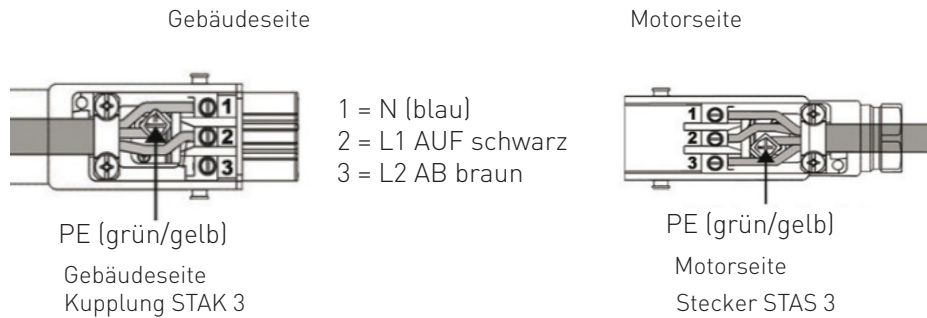 Gebäudeseite
Motorseite
1
2
3
1 = N (blau)
2 = L1 AUF schwarz
3 = L2 AB braun
1
2
3
PE (grün/gelb)
PE (grün/gelb)
Gebäudeseite
Kupplung STAK 3
Motorseite
Stecker STAS 3